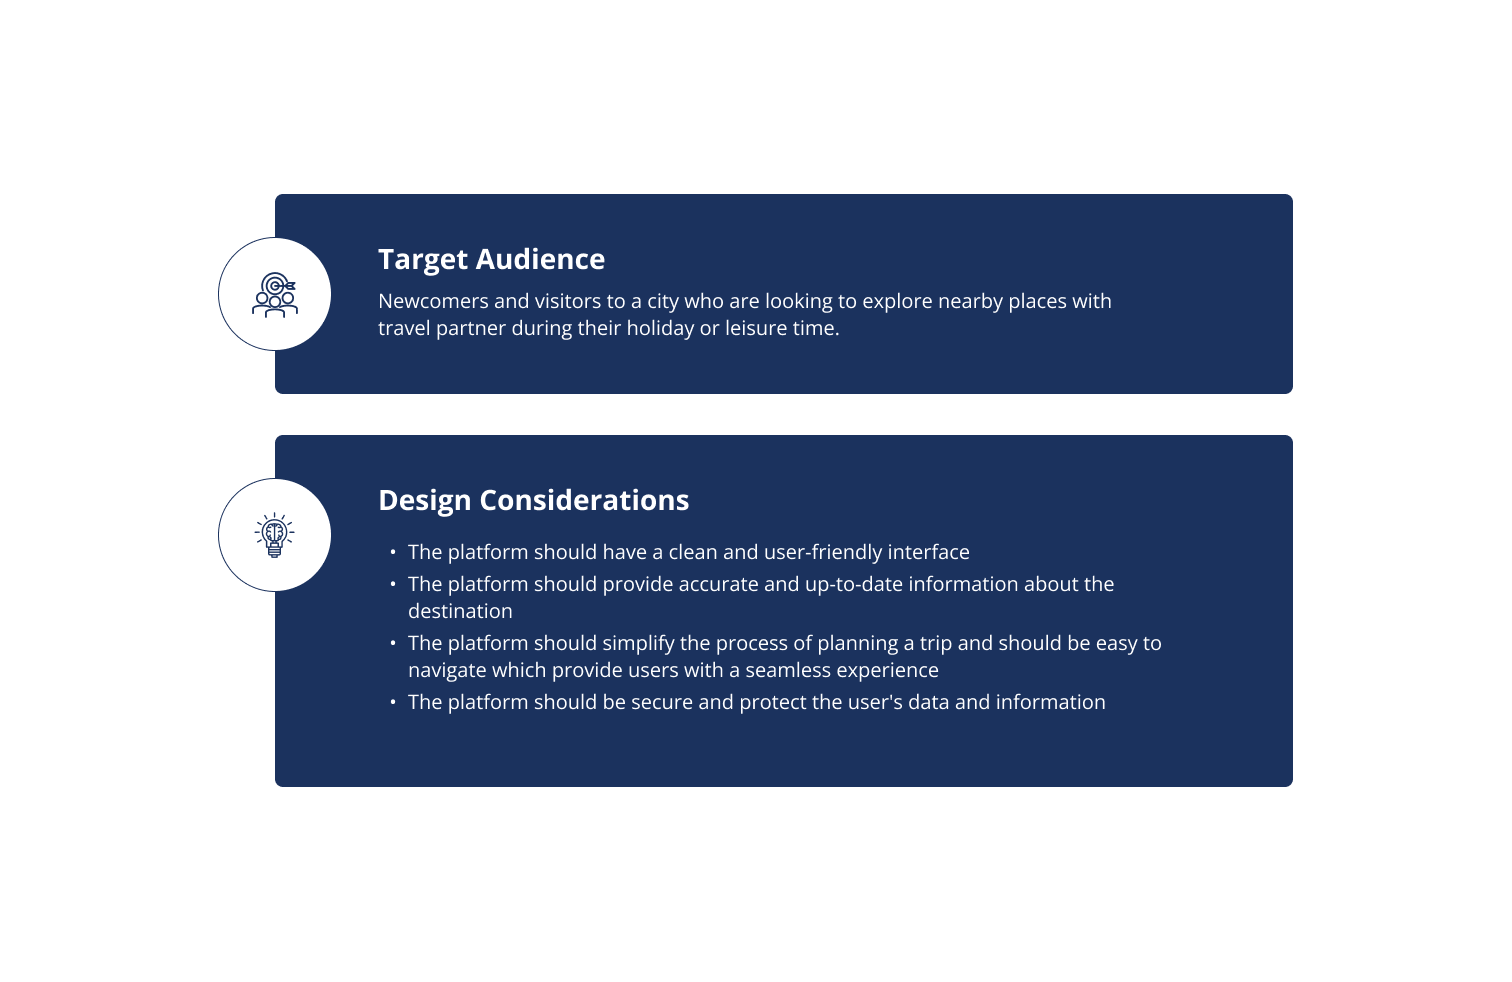 Target Audience
Newcomers and visitors to a city who are looking to explore nearby places with
travel partner during their holiday or leisure time.
Design Considerations
• The platform should have a clean and user-friendly interface
• The platform should provide accurate and up-to-date information about the
destination
• The platform should simplify the process of planning a trip and should be easy to
navigate which provide users with a seamless experience
• The platform should be secure and protect the user's data and information